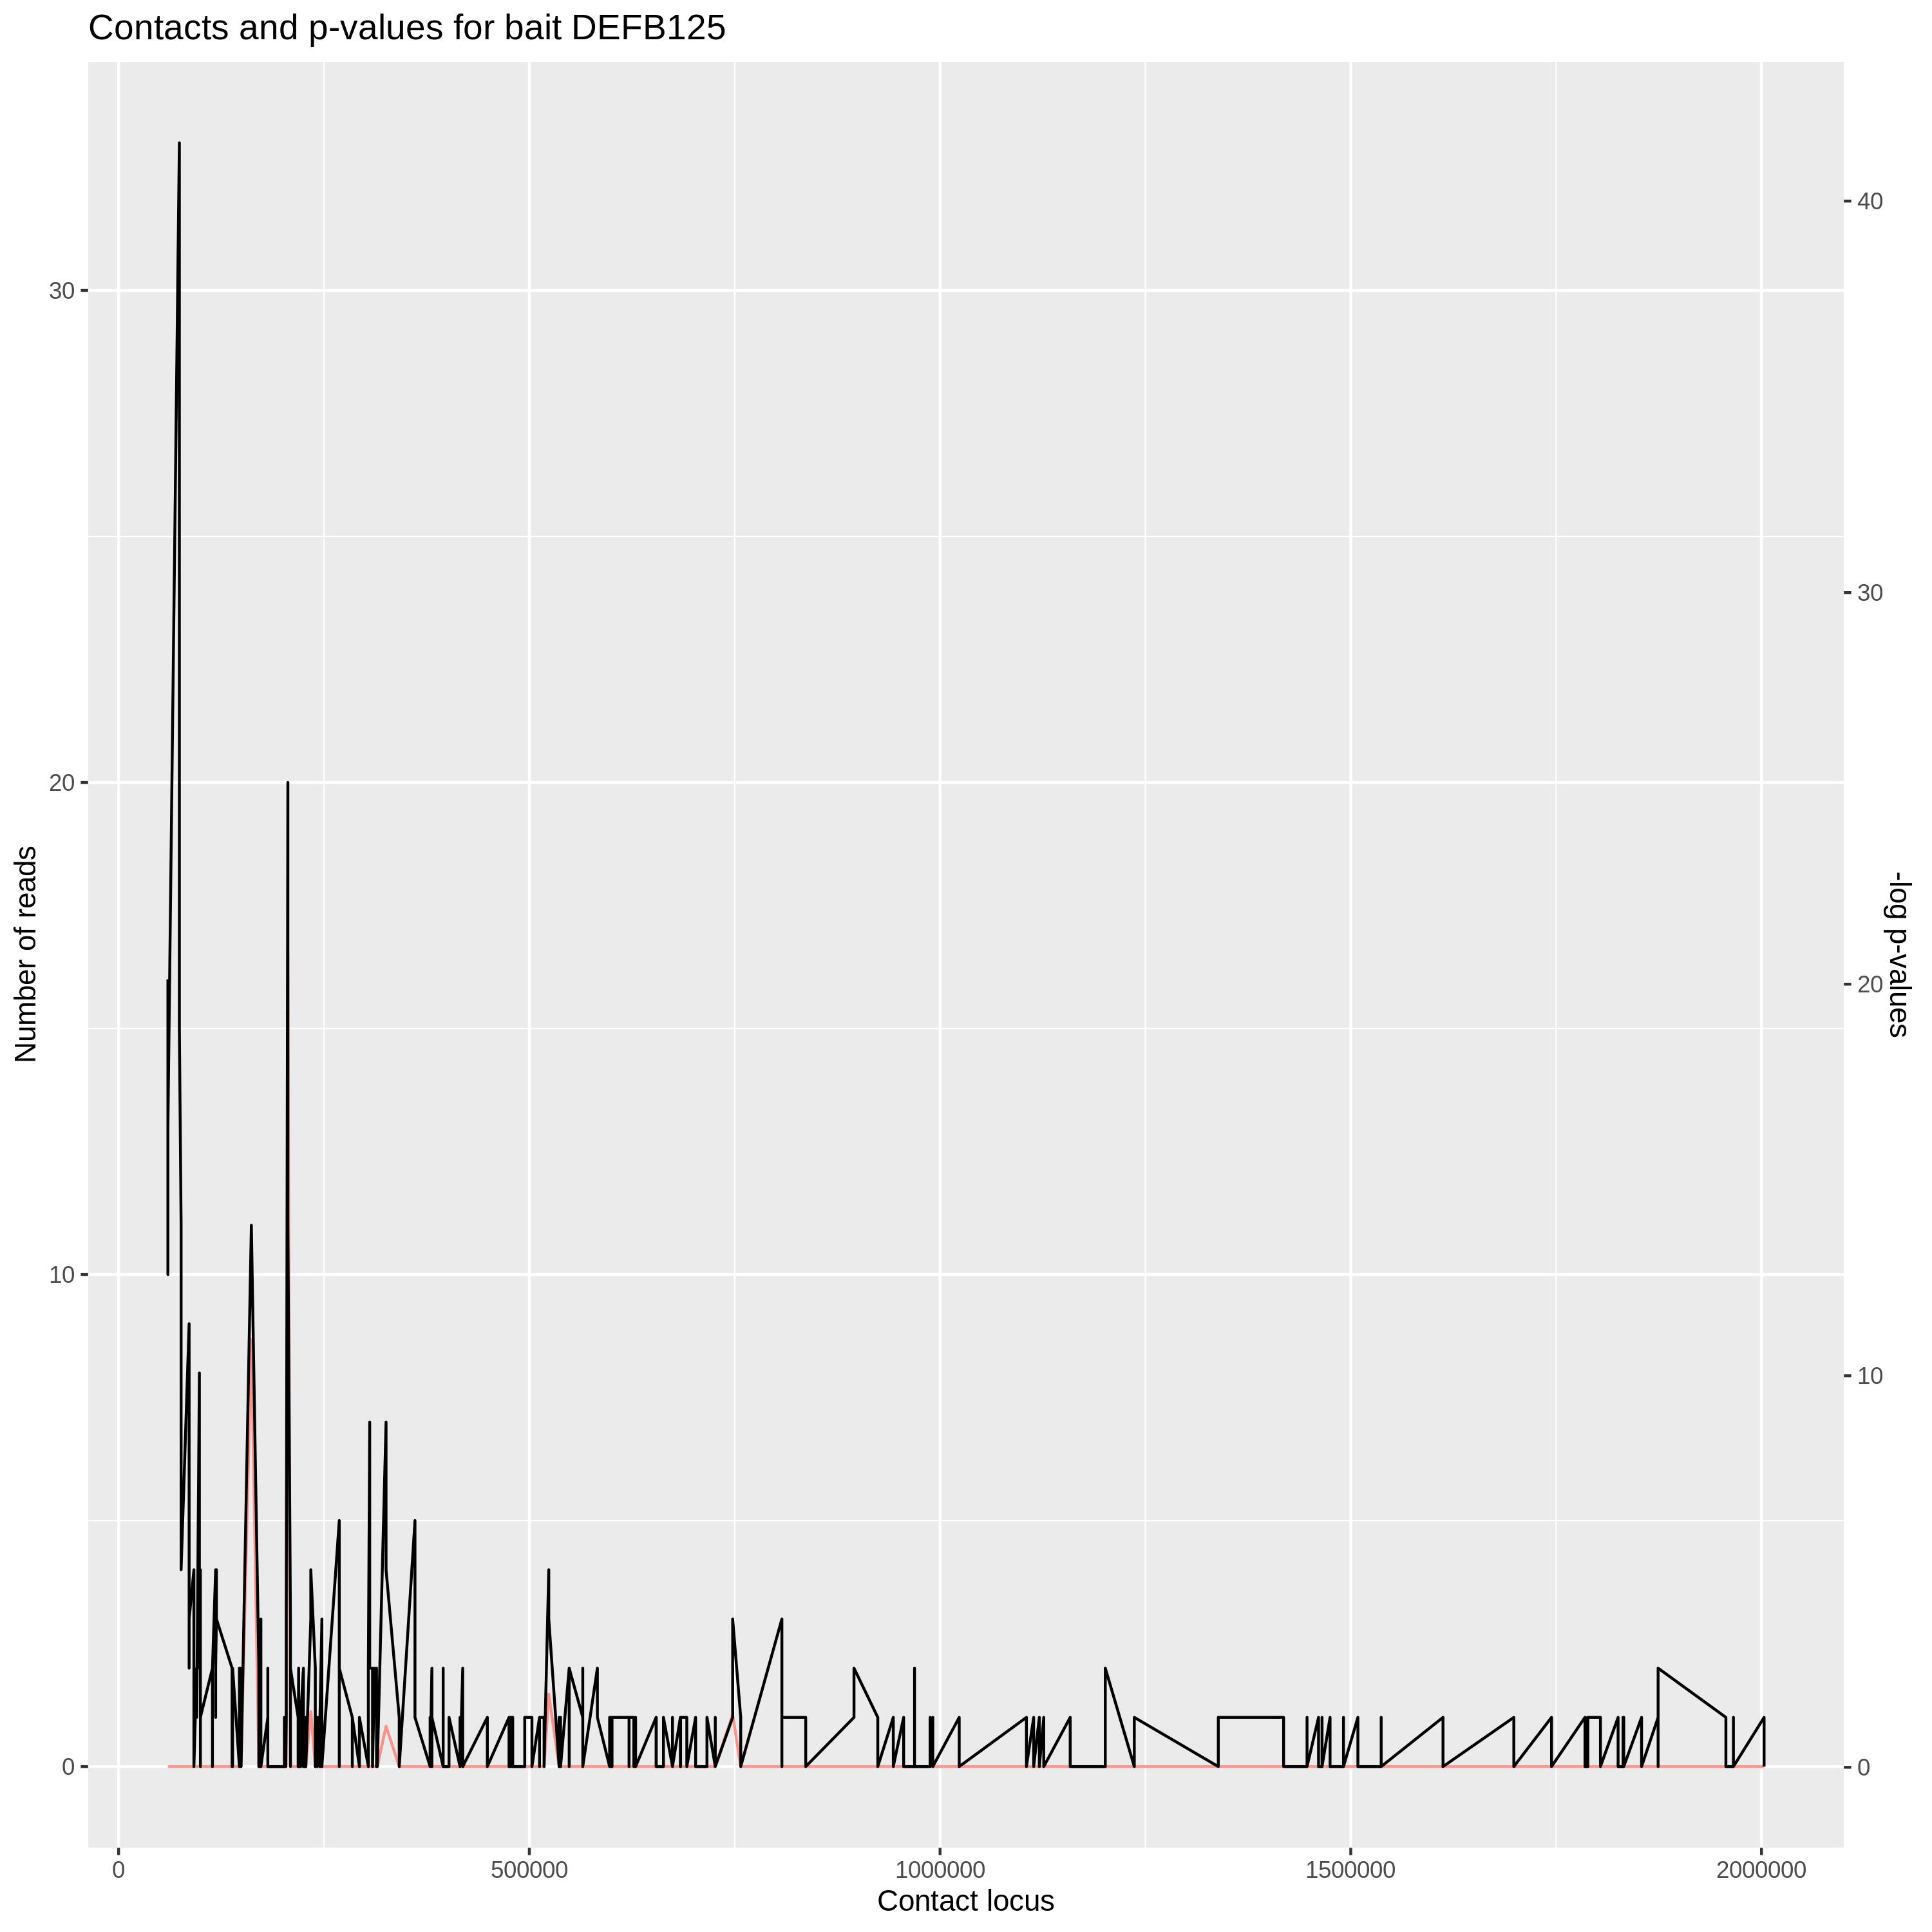 Contacts and p-values for bait DEFB125
Number of reads
30
20
10
0
40
30
20
10
0
-log p-values
0 500000 1000000 1500000 2000000
Contact locus